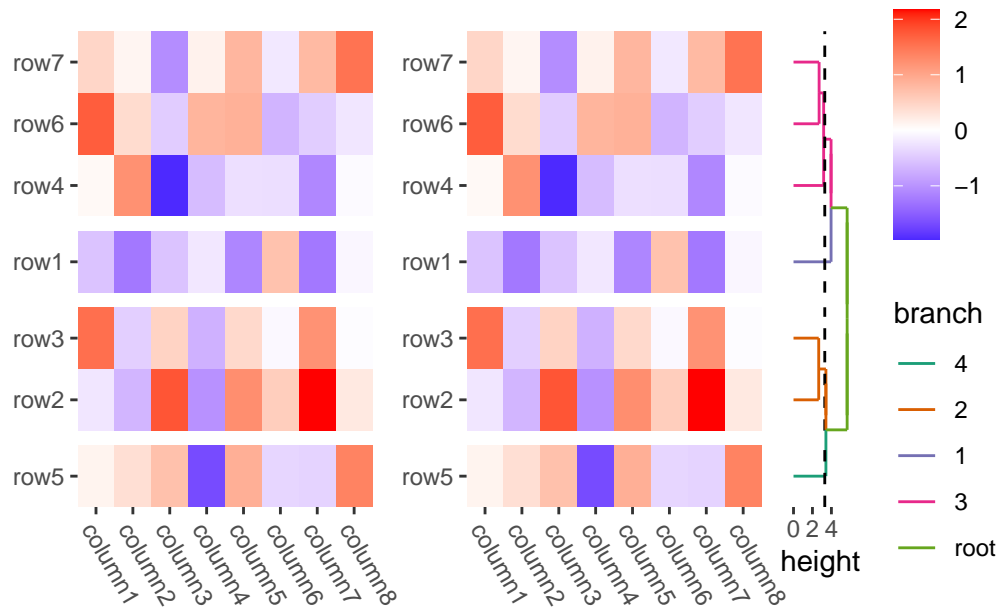 row7
row6
row4
row1
row3
row2
row5
column1
column2
column3
column4
column5
column6
column7
column8
row7
row6
row4
row1
row3
row2
row5
column1
column2
column3
column4
column5
column6
column7
column8
0 2 4
height
2
1
0
−1
branch
4
2
1
3
root